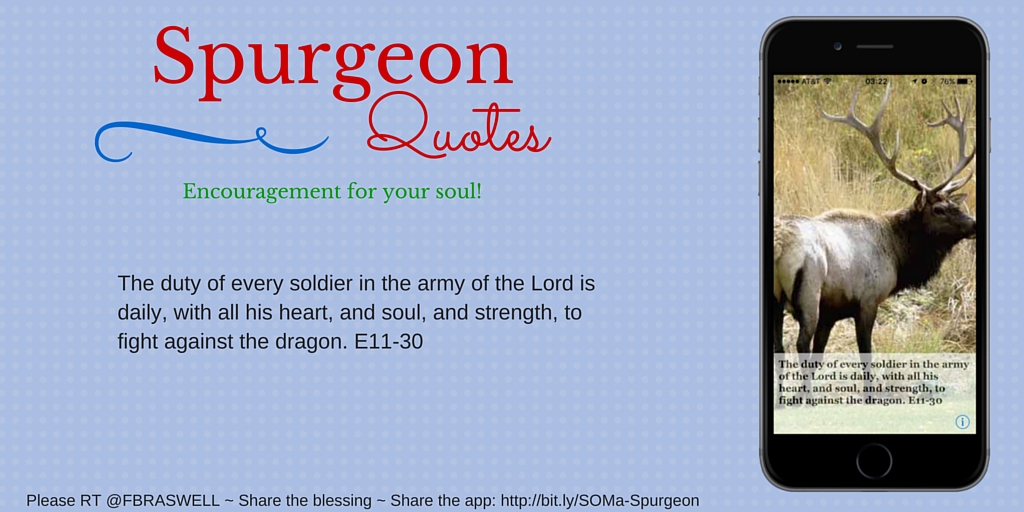 Spurgeon
Quotes
Encouragement for your soul!
The duty of every soldier in the army of the Lord is
daily, with all his heart, and soul, and strength, to
fight against the dragon. E11-30
Please RT @FBRASWELL ~ Share the blessing ~ Share the app: http://bit.ly/SOMa-Spurgeon
AT&T 03:22 76%
The duty of every soldier in the army
of the Lord is daily, with all his
heart, and soul, and strength, to
fight against the dragon. E11-30
i